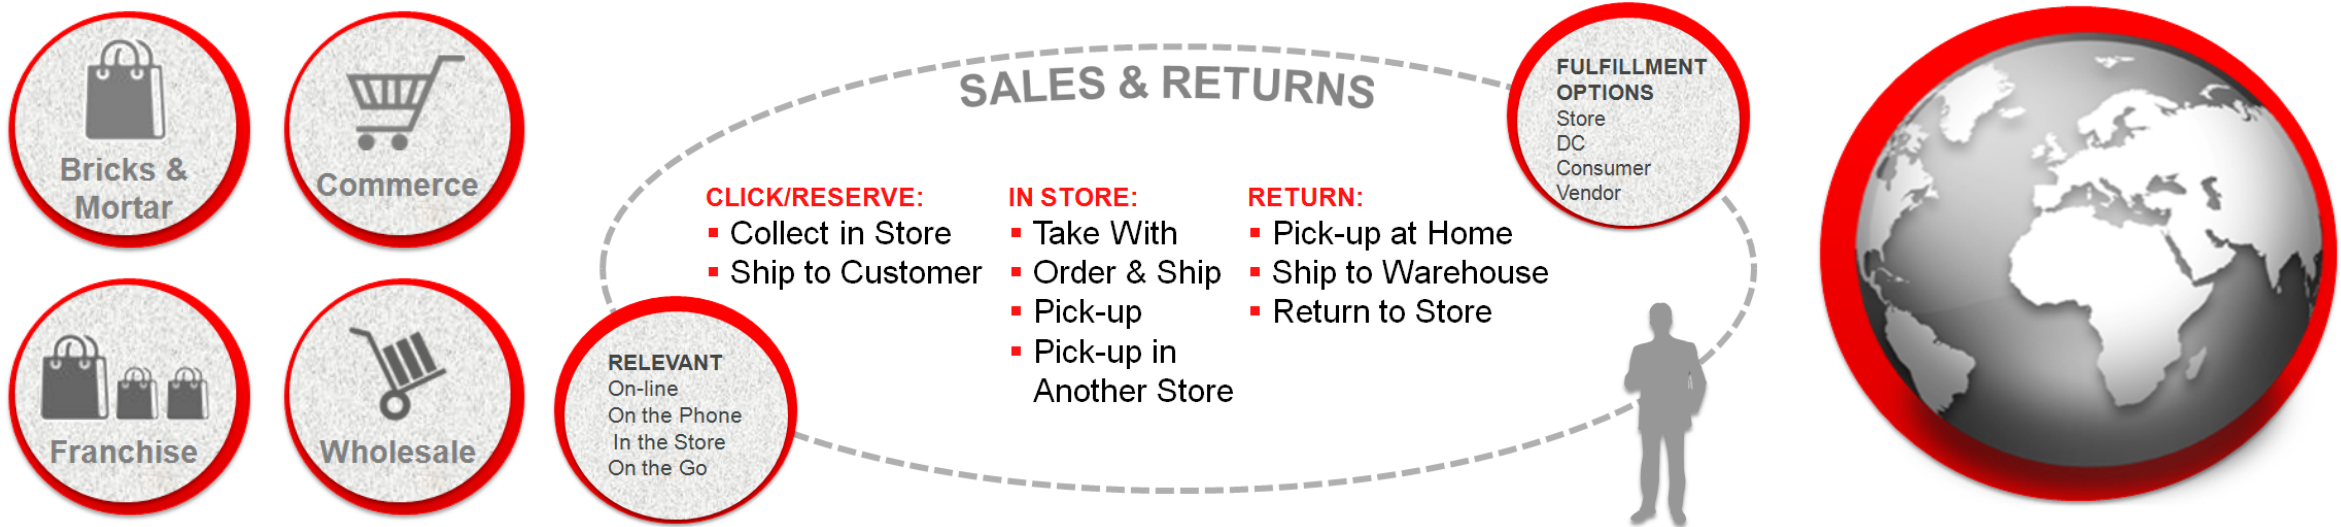 Bricks &
Mortar
Commerce
Franchise
Wholesale
SALES & RETURNS
CLICK/RESERVE:
Collect in Store
Ship to Customer
IN STORE:
Take With
Order & Ship
Pick-up
Pick-up in
Another Store
RETURN:
Pick-up at Home
Ship to Warehouse
Return to Store
RELEVANT
On-line
On the Phone
In the Store
On the Go
FULFILLMENT
OPTIONS
Store
DC
Consumer
Vendor